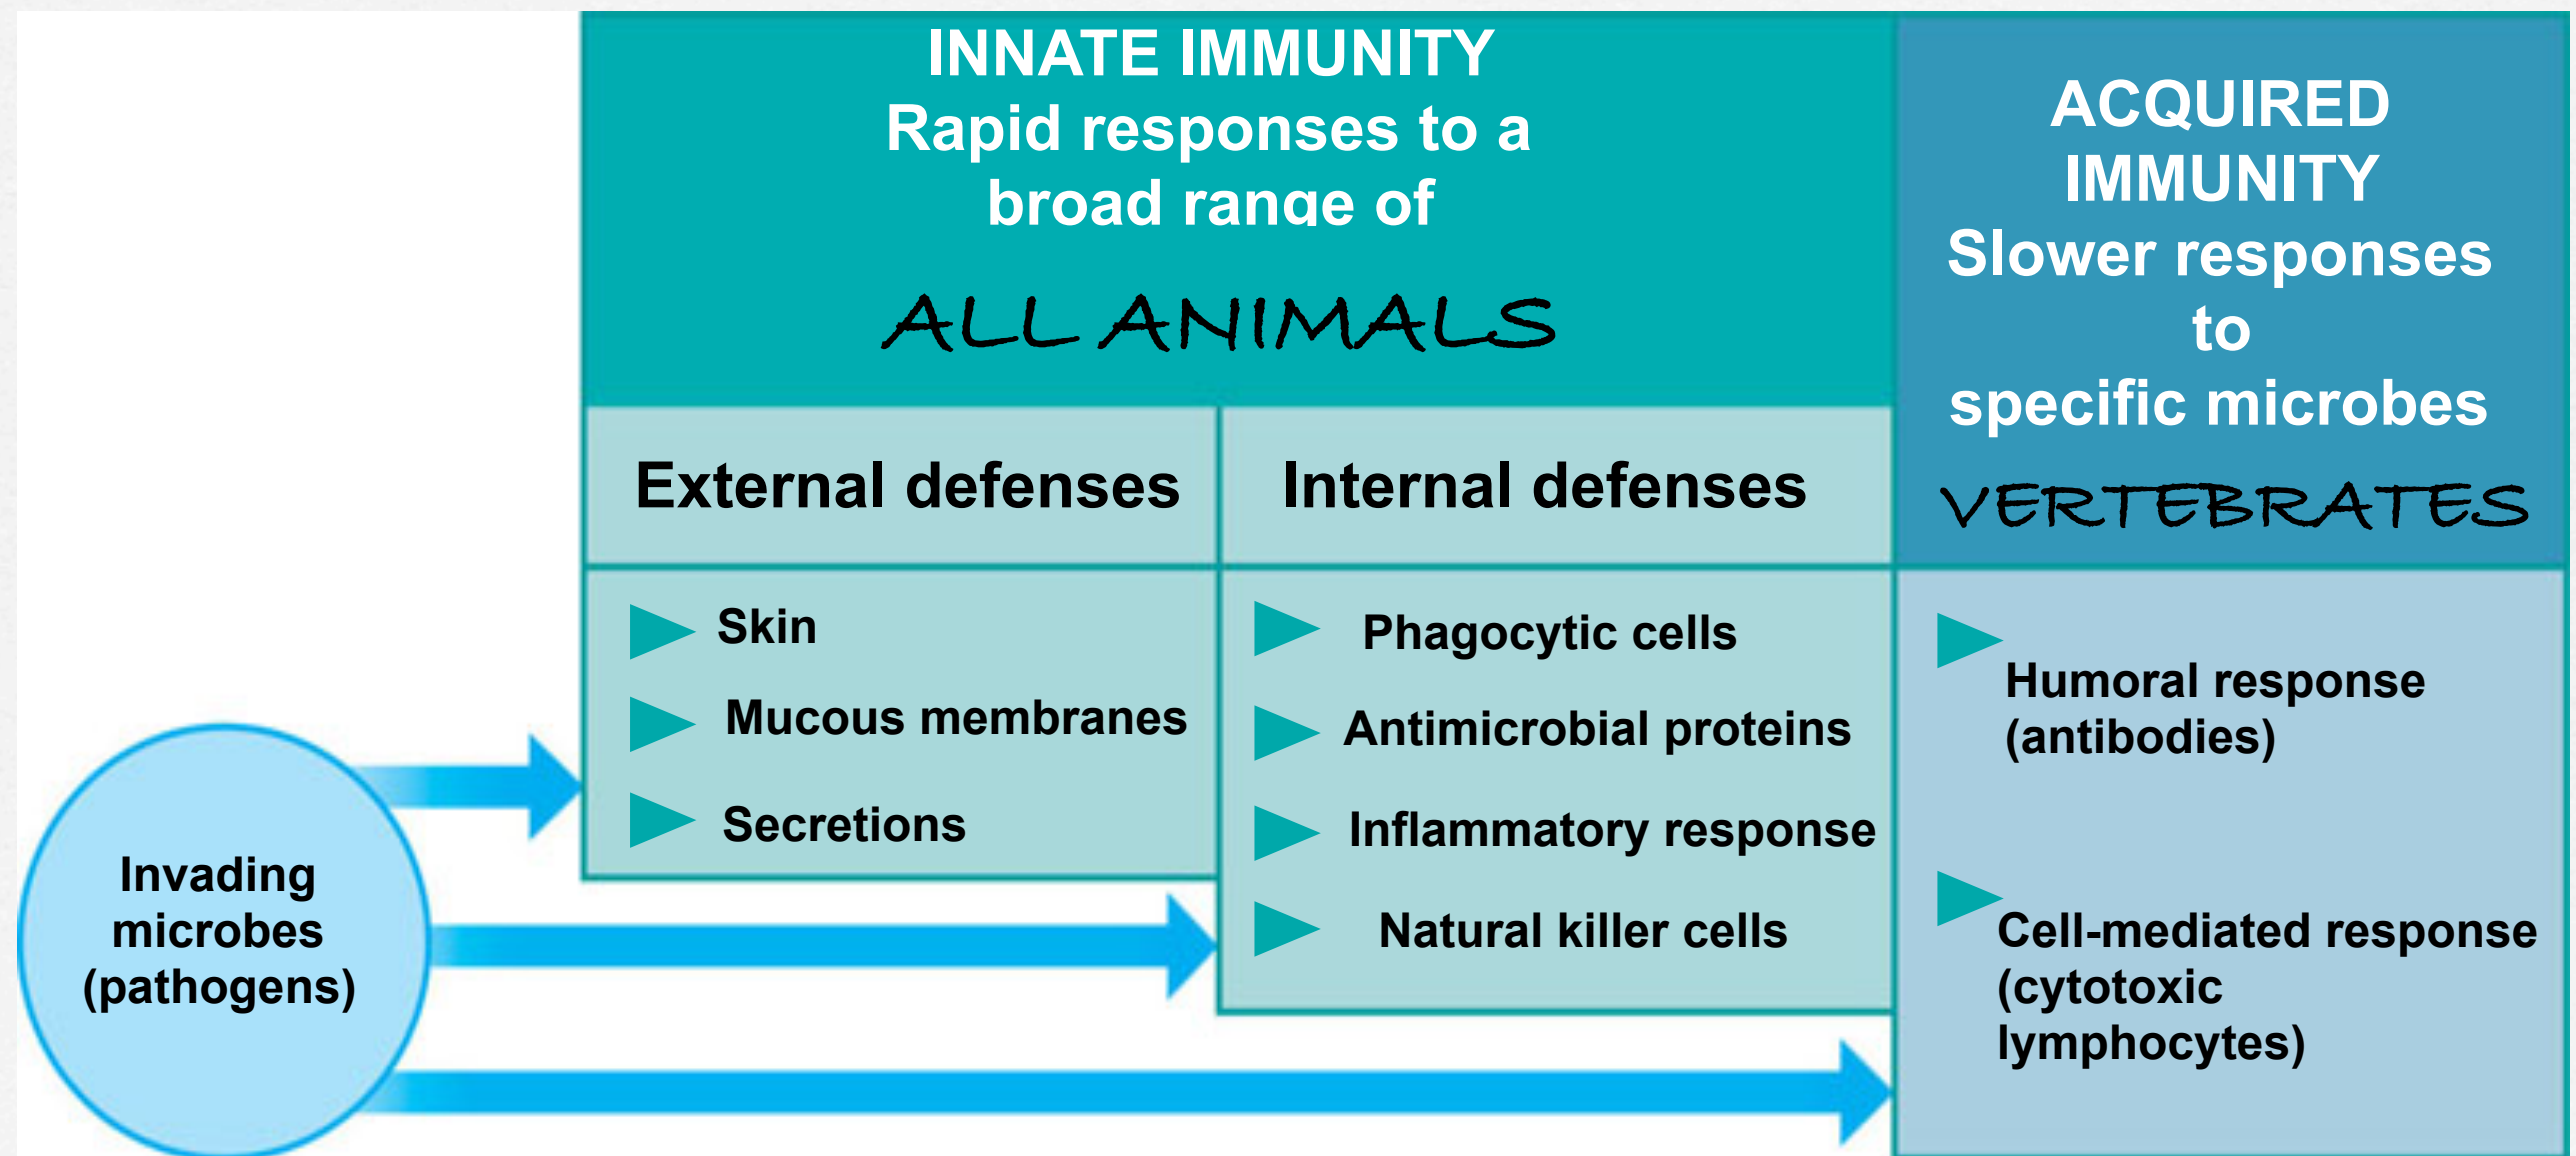 INNATE IMMUNITY
Rapid responses to a
broad range of
ALL ANIMALS
ACQUIRED
IMMUNITY
Slower responses
to
specific microbes
VERTEBRATES
External defenses
Internal defenses
Skin
Mucous membranes
Secretions
Phagocytic cells
Antimicrobial proteins
Inflammatory response
Natural killer cells
Humoral response
(antibodies)
Cell-mediated response
(cytotoxic
lymphocytes)
Invading
microbes
(pathogens)